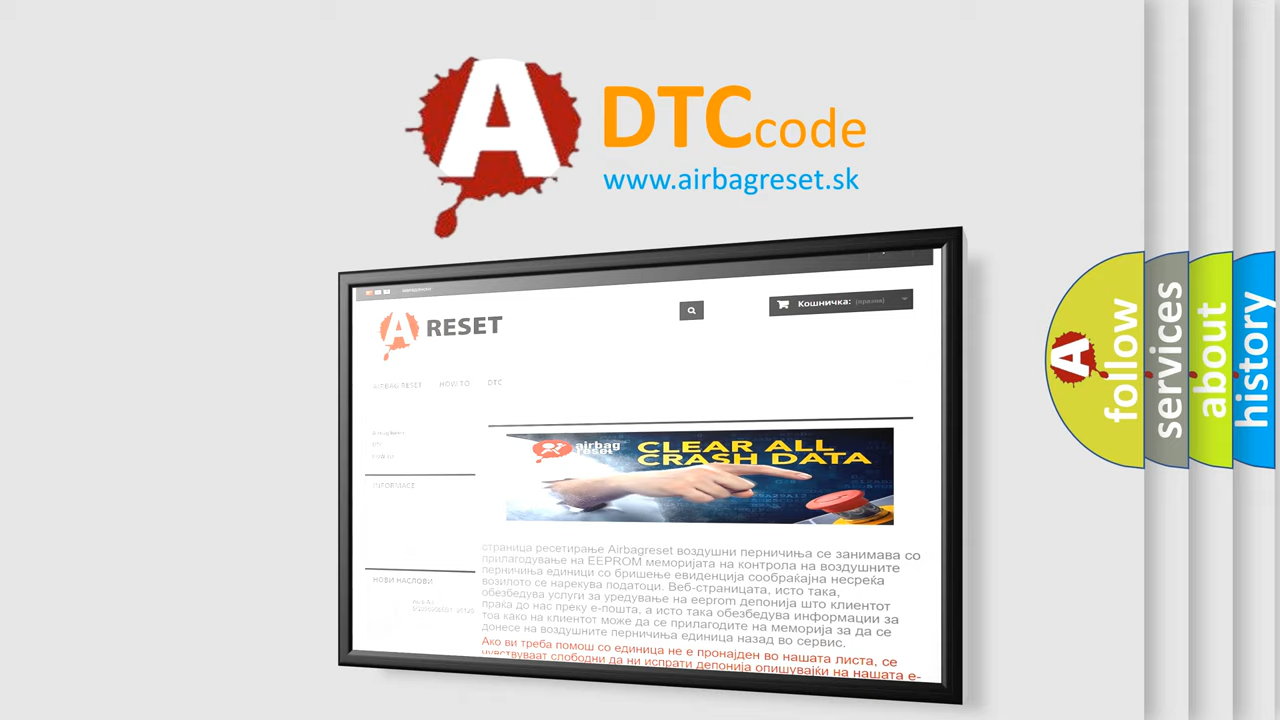 A
DTC code
www.airbagreset.sk
A RESET
Кошничка: (празни)
AIRBAG RESET HOW TO DTC
INFORMACE
airbag
reset
CLEAR ALL
CRASH DATA
страница ресетирање Airbagreset воздушни перничиња се занимава со
прилагодување на EEPROM меморијата на контрола на воздушните
перничиња единици со бришење евиденција сообраќајна несреќа
возилото се нарекува податоци. Веб-страницата, исто така,
обезбедува услуги за уредување на eeprom депонија што клиентот
праќа до нас преку е-пошта, а исто така обезбедува информации за
тоа како на клиентот може да се прилагодите на меморија за да се
донесе на воздушните перничиња единица назад во сервис.
Ако ви треба помош со единица не е пронајден во нашата листа, се
чувствуваат слободни да ни испрати депонија опишувајќи на нашата е-
НОВИ НАСЛОВИ
A
follow
services
about
history